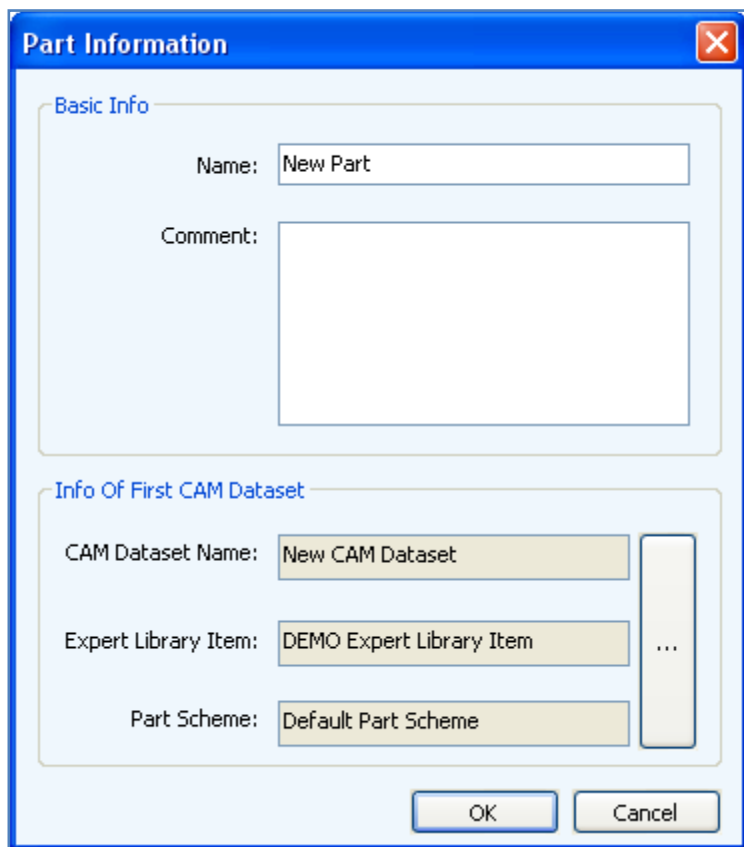 Part Information
Basic Info
Name: New Part
Comment:
Info Of First CAM Dataset
CAM Dataset Name: New CAM Dataset
Expert Library Item: DEMO Expert Library Item
Part Scheme: Default Part Scheme
...
OK Cancel